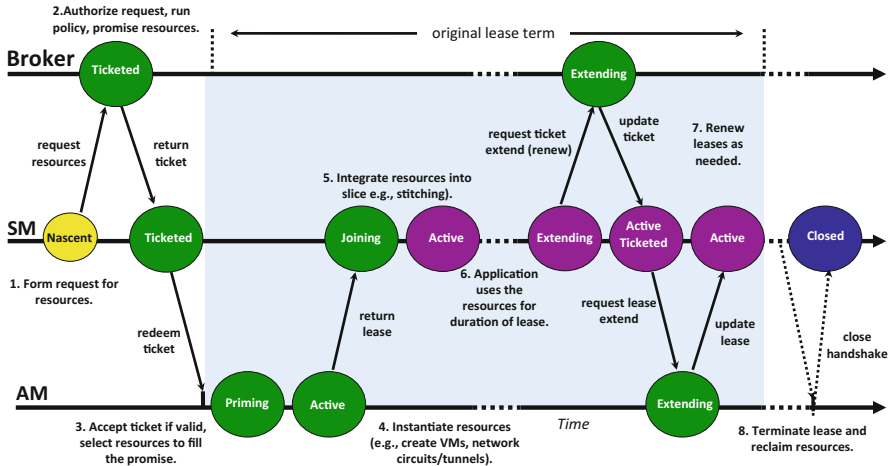 2.Authorize request, run
policy, promise resources.
original lease term
Broker
Ticketed
Extending
request
resources
return
ticket
request ticket
extend (renew)
update
ticket
7. Renew
leases as
needed.
5. Integrate resources into
slice e.g., stitching).
SM
Nascent
Ticketed
Joining
Active
Extending
Active
Ticketed
Active
Closed
1. Form request for
resources.
redeem
ticket
return
lease
6. Application
uses the
resources for
duration of lease.
request lease
extend
update
lease
close
handshake
AM
Priming
Active
Extending
3. Accept ticket if valid,
select resources to fill
the promise.
4. Instantiate resources
(e.g., create VMs, network
circuits/tunnels).
Time
8. Terminate lease and
reclaim resources.